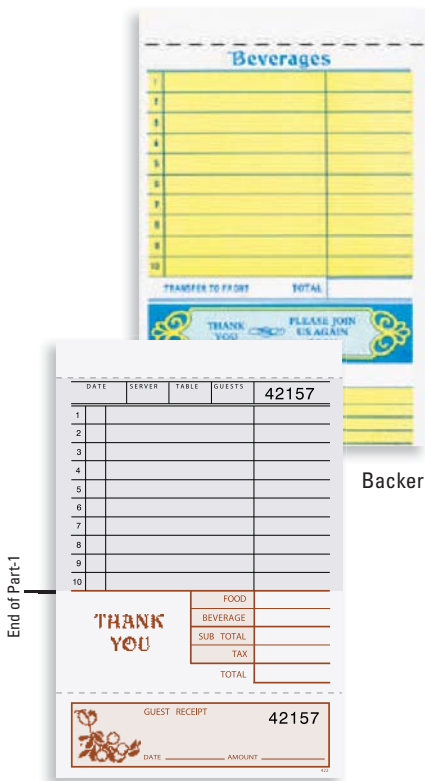 Beverages
1
2
3
4
5
6
7
8
9
10
TRANSFER TO FRONT TOTAL
THANK YOU
PLEASE JOIN US AGAIN
Backer
DATE SERVER TABLE GUESTS 42157
1
2
3
4
5
6
7
8
9
10
End of Part-1
THANK
YOU
FOOD
BEVERAGE
SUB TOTAL
TAX
TOTAL
GUEST RECEIPT 42157
DATE AMOUNT